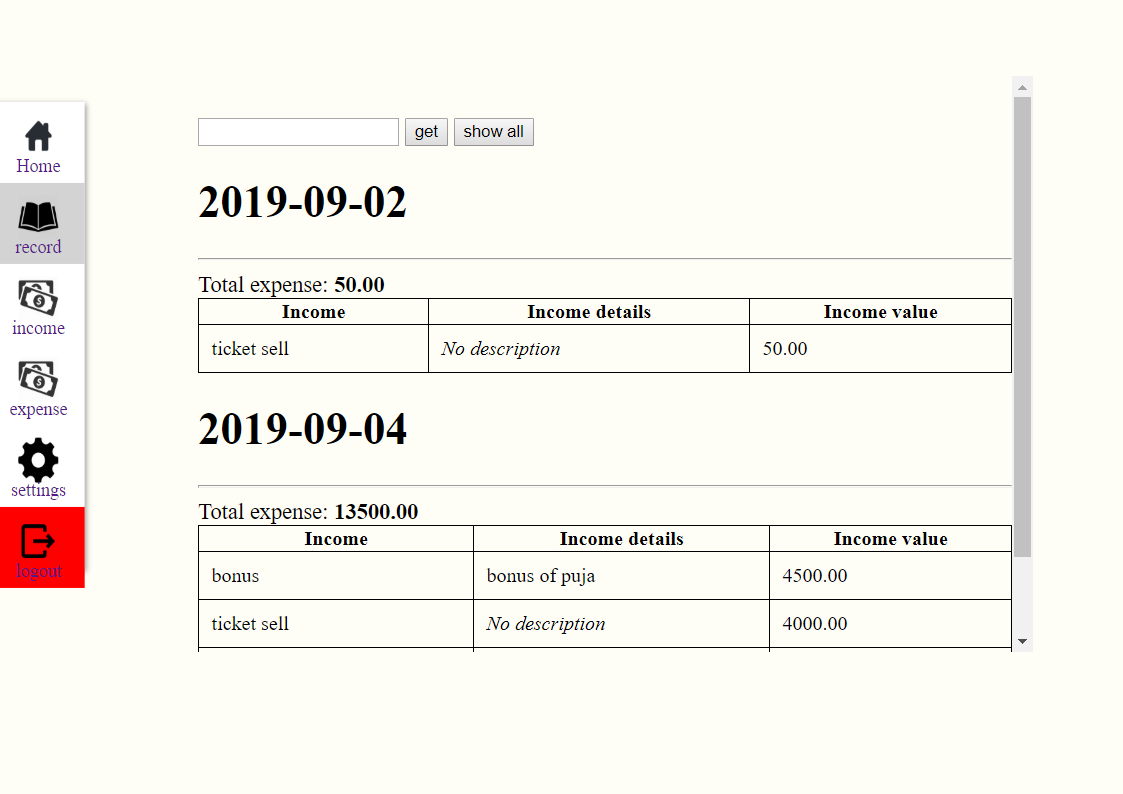 Home
record
income
expense
settings
logout
get show all
2019-09-02
Total expense: 50.00
Income Income details Income value
ticket sell No description 50.00
2019-09-04
Total expense: 13500.00
Income Income details Income value
bonus bonus of puja 4500.00
ticket sell No description 4000.00